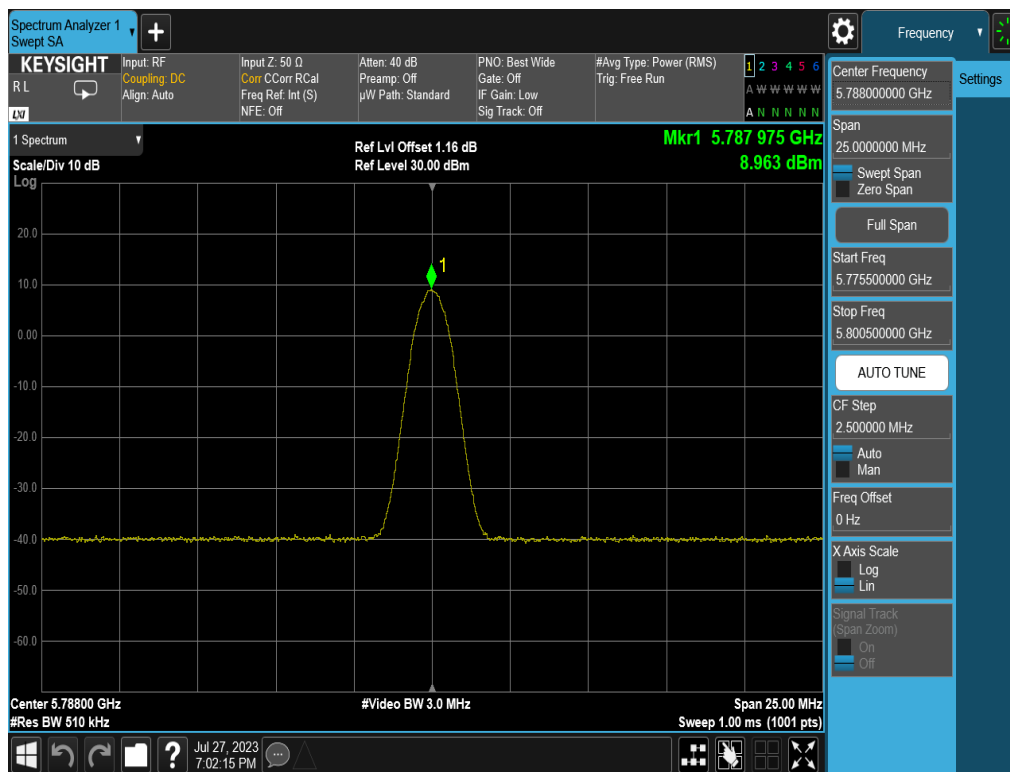 Spectrum Analyzer 1
Swept SA
+
Frequency
KEYSIGHT
R L
LXI
Input: RF
Coupling: DC
Align: Auto
Input Z: 50 Ω
Corr CCorr RCal
Freq Ref: Int (S)
NFE: Off
Atten: 40 dB
Preamp: Off
µW Path: Standard
PNO: Best Wide
Gate: Off
IF Gain: Low
Sig Track: Off
#Avg Type: Power (RMS)
Trig: Free Run
1 2 3 4 5 6
A W W W W W
A N N N N N
1 Spectrum
Scale/Div 10 dB
Log
Ref Lvl Offset 1.16 dB
Ref Level 30.00 dBm
Mkr1 5.787 975 GHz
8.963 dBm
1
20.0
10.0
0.00
-10.0
-20.0
-30.0
-40.0
-50.0
-60.0
Center 5.78800 GHz
#Res BW 510 kHz
#Video BW 3.0 MHz
Span 25.00 MHz
Sweep 1.00 ms (1001 pts)
Center Frequency
5.788000000 GHz
Settings
Span
25.0000000 MHz
Swept Span
Zero Span
Full Span
Start Freq
5.775500000 GHz
Stop Freq
5.800500000 GHz
AUTO TUNE
CF Step
2.500000 MHz
Auto
Man
Freq Offset
0 Hz
X Axis Scale
Log
Lin
Signal Track
(Span Zoom)
On
Off
?
Jul 27, 2023
7:02:15 PM